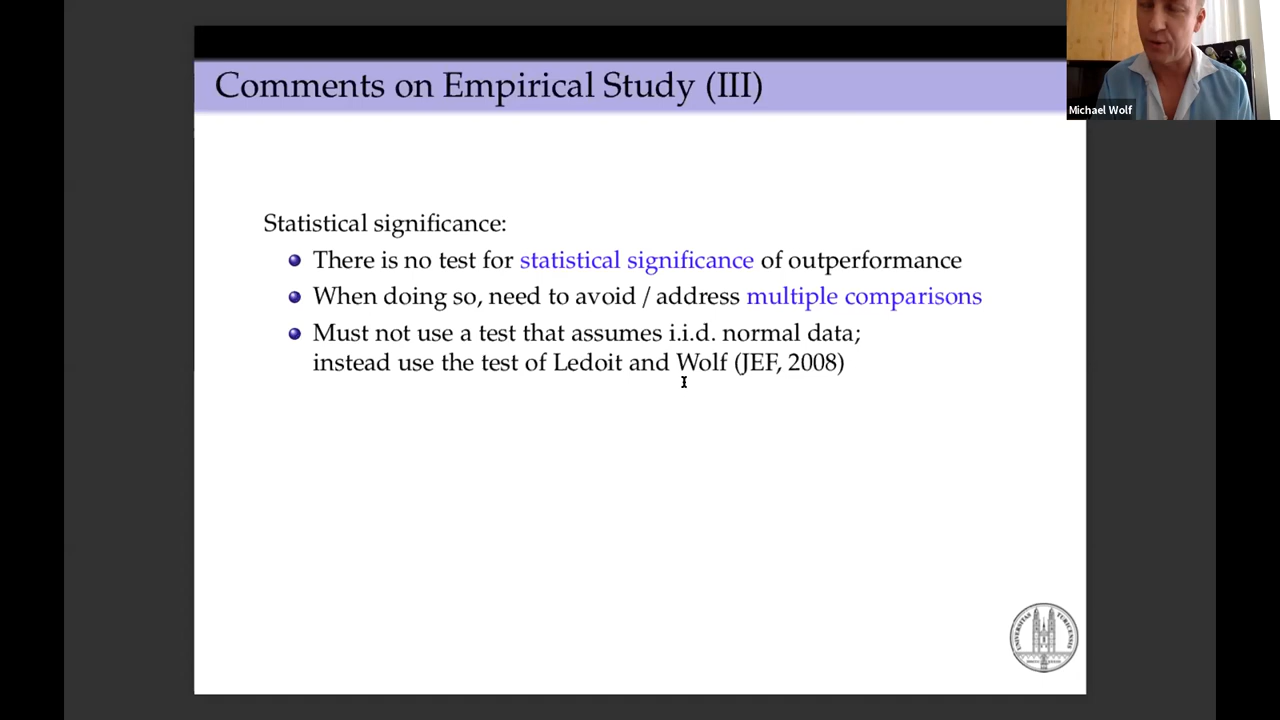 Comments on Empirical Study (III)
Michael Wolf
Statistical significance:
There is no test for statistical significance of outperformance
When doing so, need to avoid / address multiple comparisons
Must not use a test that assumes i.i.d. normal data;
instead use the test of Ledoit and Wolf (JEF, 2008)
UNIVERSITAS TURICENSIS